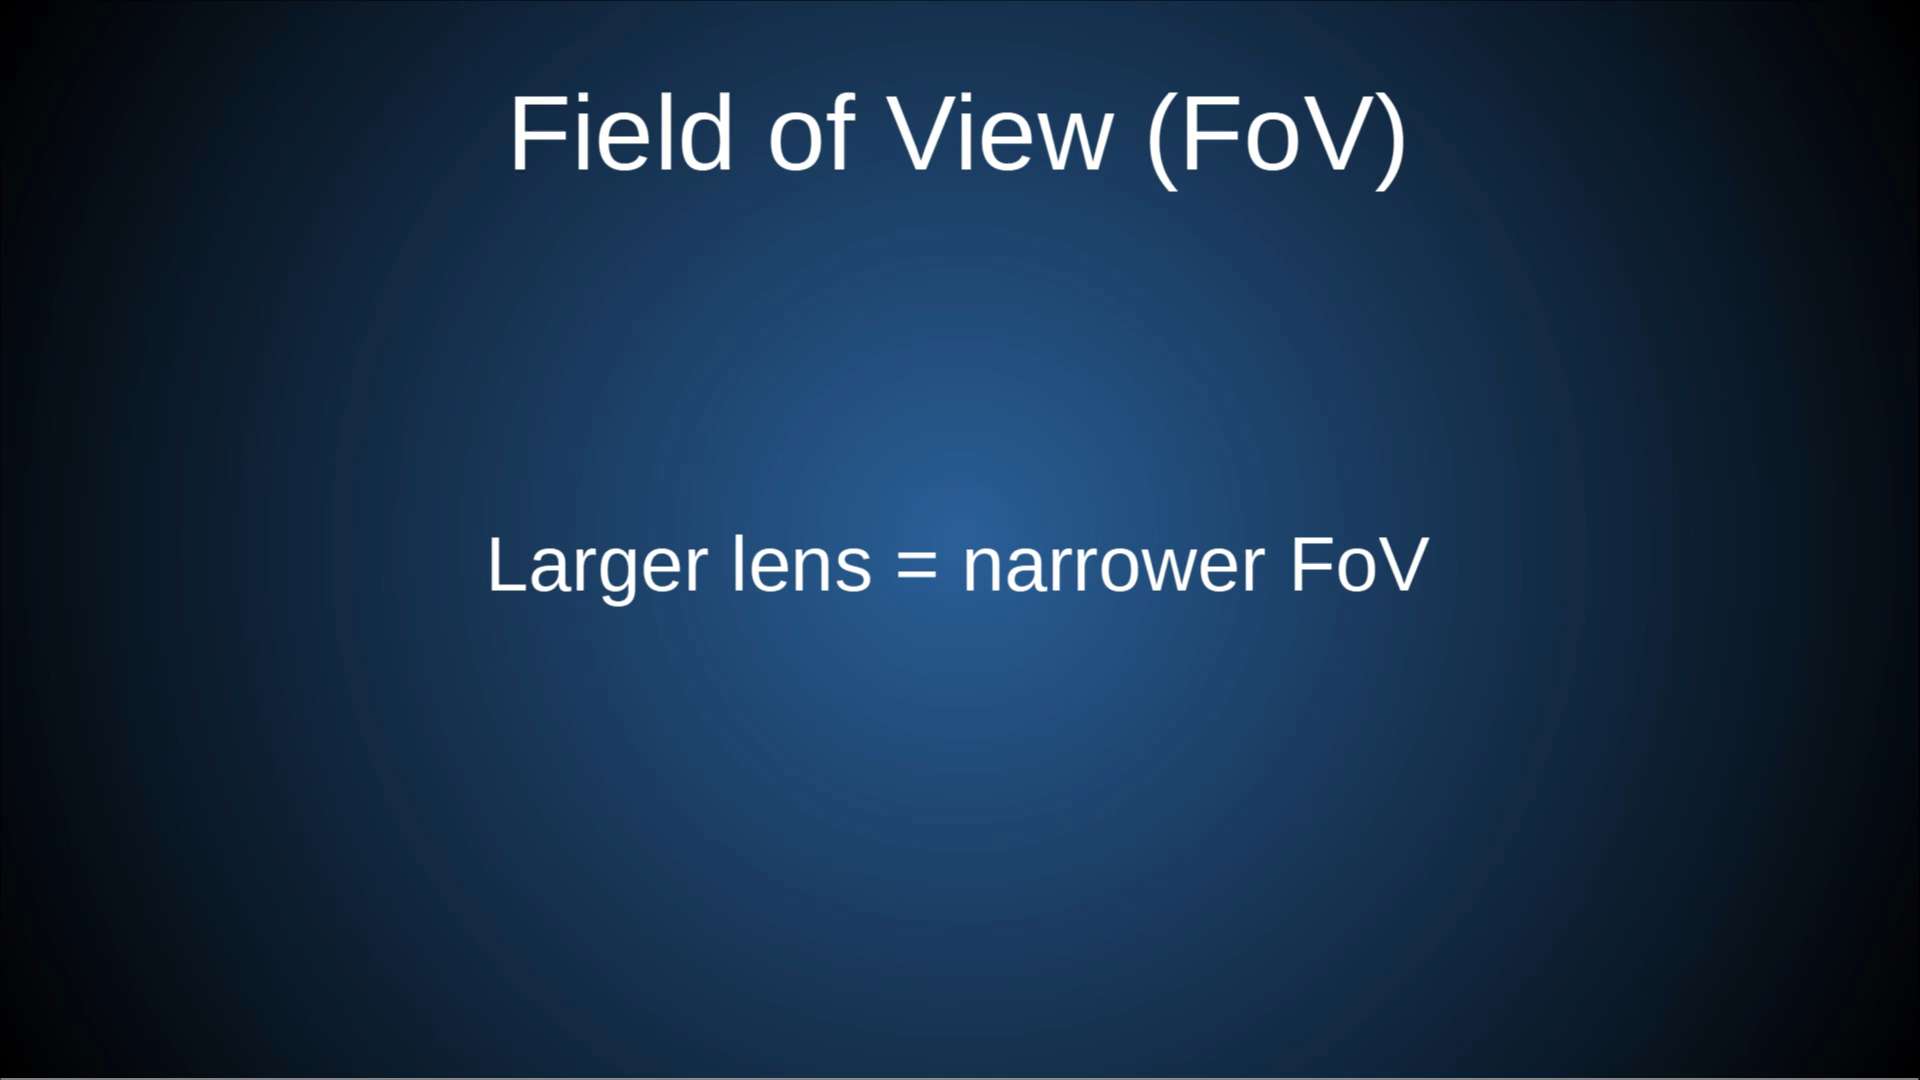 Field of View (FoV)
Larger lens = narrower FoV